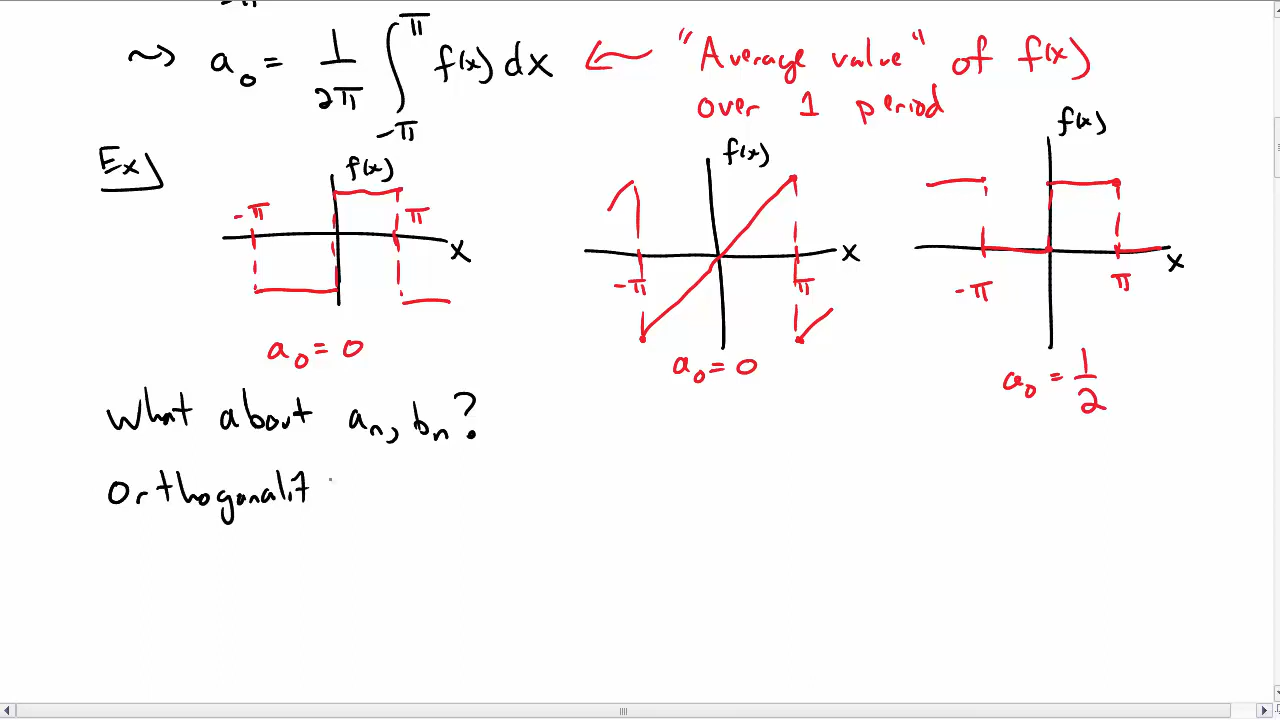 -π
⇝ a₀ = 1/2π ∫_{-π}^{π} f(x) dx ← "Average value" of f(x)
over 1 period
Ex)
f(x)
-π
π
x
a₀ = 0
f(x)
-π
π
x
a₀ = 0
f(x)
-π
π
x
a₀ = 1/2
What about aₙ, bₙ?
Orthogonalit